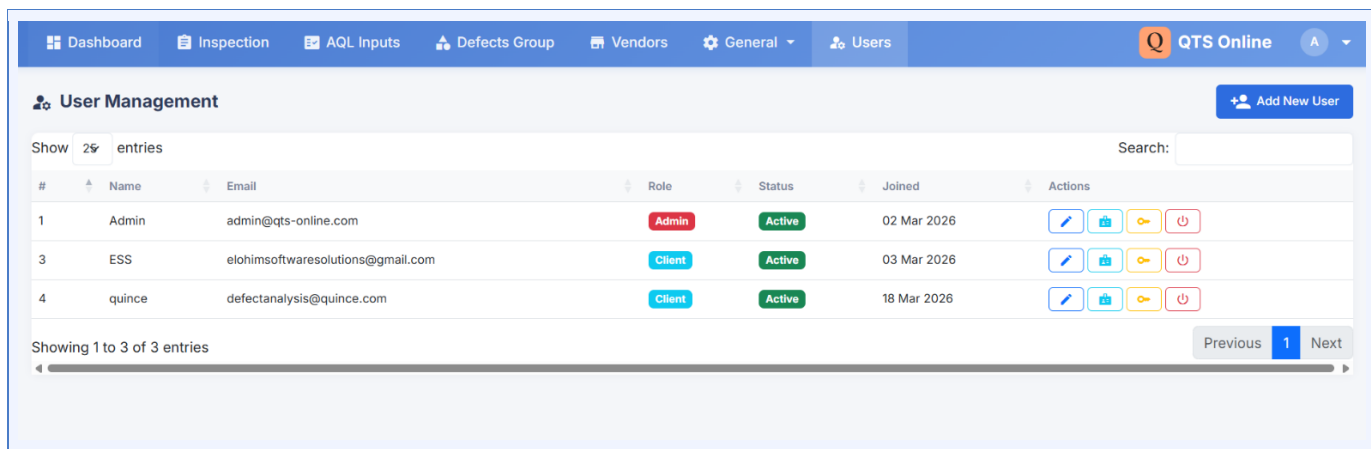 Dashboard Inspection AQL Inputs Defects Group Vendors General Users Q QTS Online A
User Management Add New User
Show 25 entries Search:
# Name Email Role Status Joined Actions
1 Admin admin@qts-online.com Admin Active 02 Mar 2026
3 ESS elohimsoftwaresolutions@gmail.com Client Active 03 Mar 2026
4 quince defectanalysis@quince.com Client Active 18 Mar 2026
Showing 1 to 3 of 3 entries Previous 1 Next